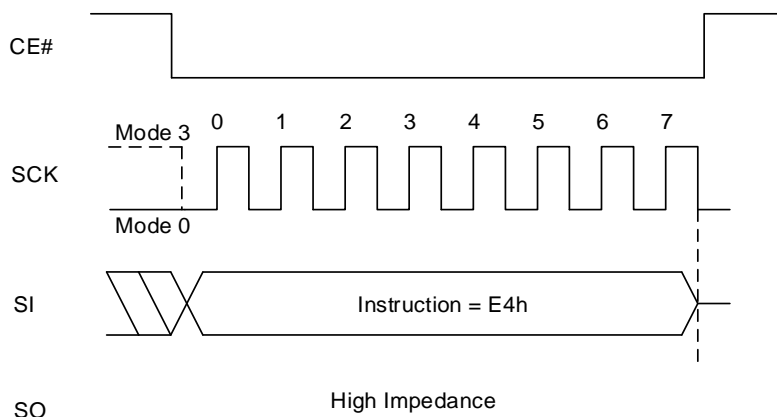 CE#
SCK
Mode 3
0 1 2 3 4 5 6 7
Mode 0
SI
Instruction = E4h
SO
High Impedance